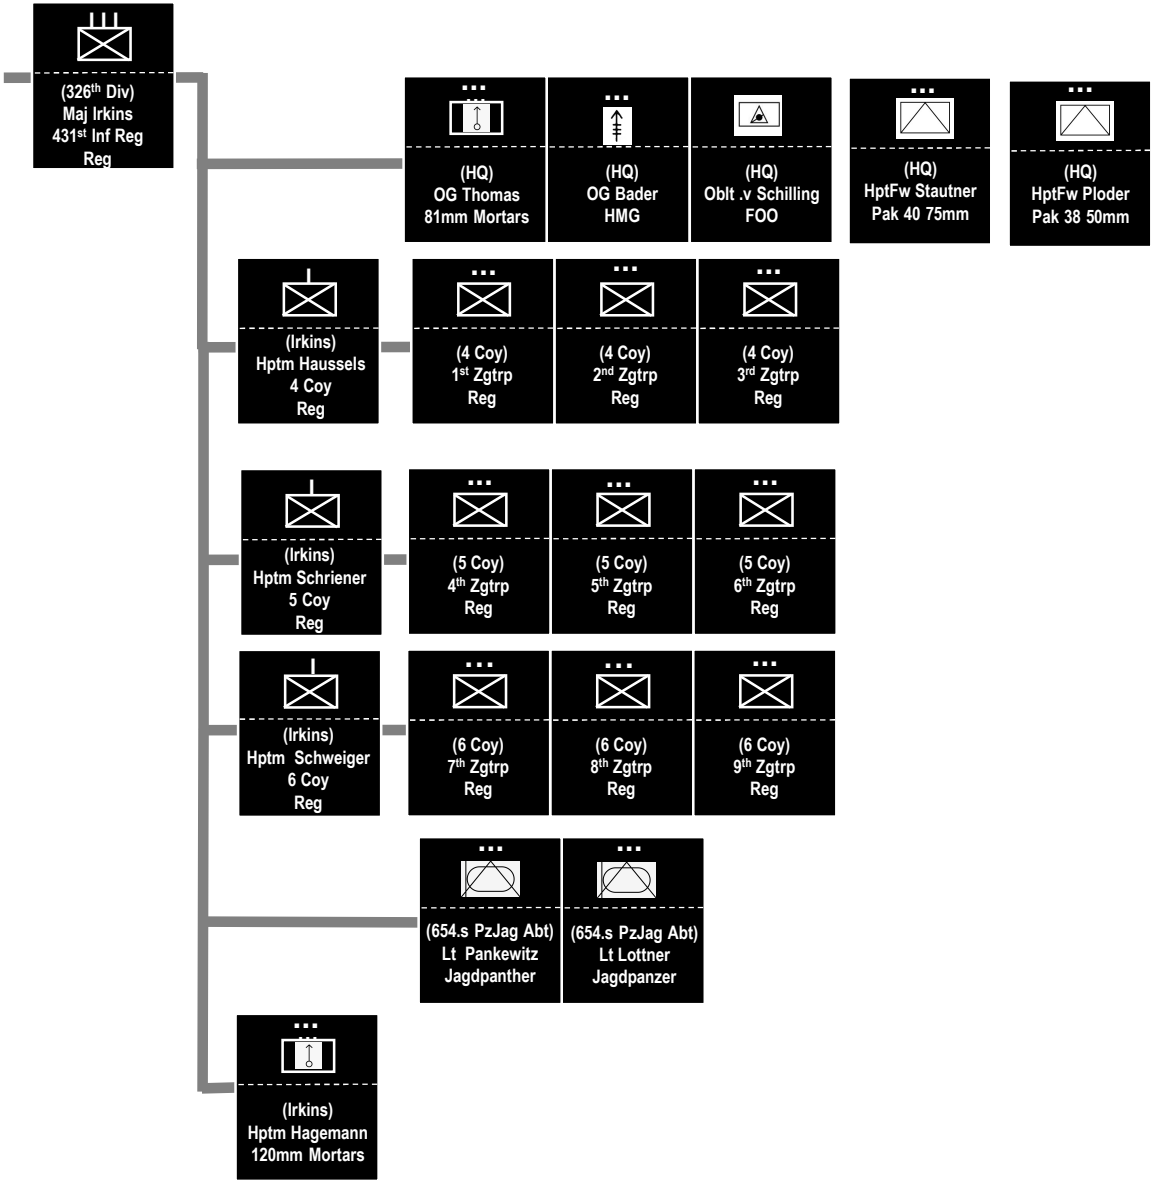 (326th Div)
Maj Irkins
431st Inf Reg
Reg
(HQ)
OG Thomas
81mm Mortars
(HQ)
OG Bader
HMG
(HQ)
Oblt .v Schilling
FOO
(HQ)
HptFw Stautner
Pak 40 75mm
(HQ)
HptFw Ploder
Pak 38 50mm
(Irkins)
Hptm Haussels
4 Coy
Reg
(4 Coy)
1st Zgtrp
Reg
(4 Coy)
2nd Zgtrp
Reg
(4 Coy)
3rd Zgtrp
Reg
(Irkins)
Hptm Schriener
5 Coy
Reg
(5 Coy)
4th Zgtrp
Reg
(5 Coy)
5th Zgtrp
Reg
(5 Coy)
6th Zgtrp
Reg
(Irkins)
Hptm Schweiger
6 Coy
Reg
(6 Coy)
7th Zgtrp
Reg
(6 Coy)
8th Zgtrp
Reg
(6 Coy)
9th Zgtrp
Reg
(654.s PzJag Abt)
Lt Pankewitz
Jagdpanther
(654.s PzJag Abt)
Lt Lottner
Jagdpanzer
(Irkins)
Hptm Hagemann
120mm Mortars